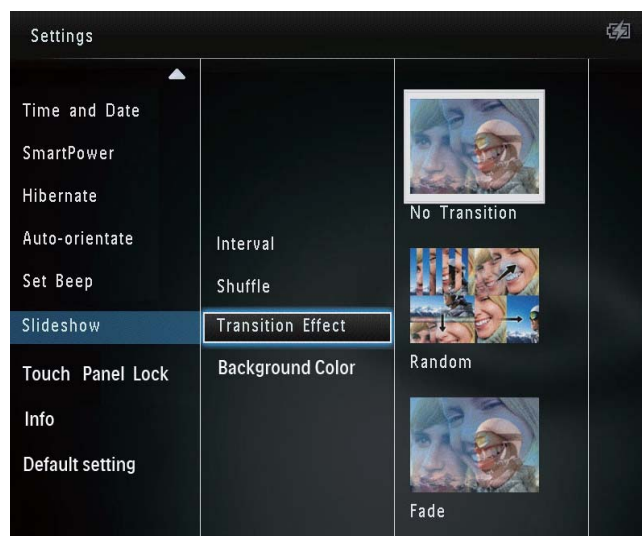 Settings
Time and Date
SmartPower
Hibernate
Auto-orientate
Set Beep
Slideshow
Touch Panel Lock
Info
Default setting
Interval
Shuffle
Transition Effect
Background Color
No Transition
Random
Fade